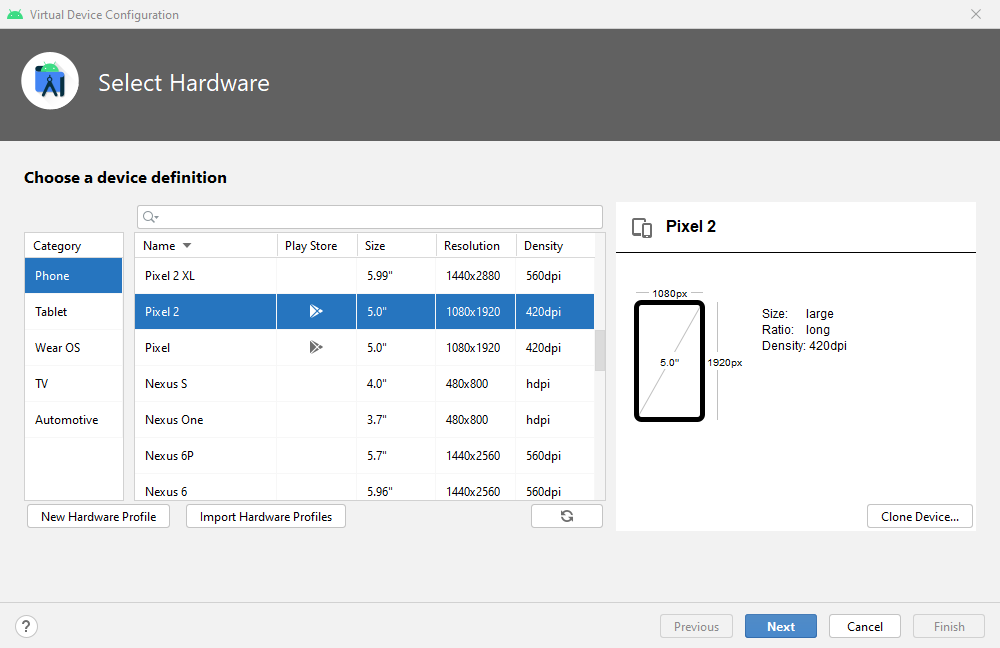 Virtual Device Configuration
Select Hardware
Choose a device definition
Category
Phone
Tablet
Wear OS
TV
Automotive
Name Play Store Size Resolution Density
Pixel 2 XL 5.99" 1440x2880 560dpi
Pixel 2 5.0" 1080x1920 420dpi
Pixel 5.0" 1080x1920 420dpi
Nexus S 4.0" 480x800 hdpi
Nexus One 3.7" 480x800 hdpi
Nexus 6P 5.7" 1440x2560 560dpi
Nexus 6 5.96" 1440x2560 560dpi
New Hardware Profile
Import Hardware Profiles
Pixel 2
1080px
5.0"
1920px
Size: large
Ratio: long
Density: 420dpi
Clone Device...
?
Previous
Next
Cancel
Finish